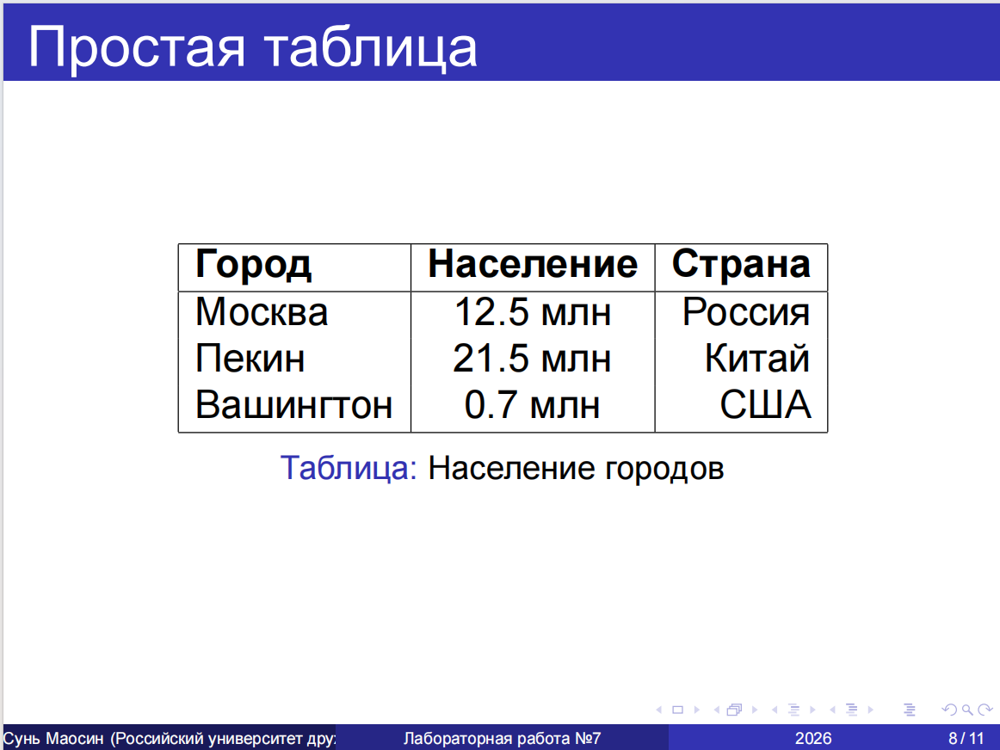 Простая таблица
Город Население Страна
Москва 12.5 млн Россия
Пекин 21.5 млн Китай
Вашингтон 0.7 млн США
Таблица: Население городов
Сунь Маосин (Российский университет друж Лабораторная работа №7 2026 8 / 11